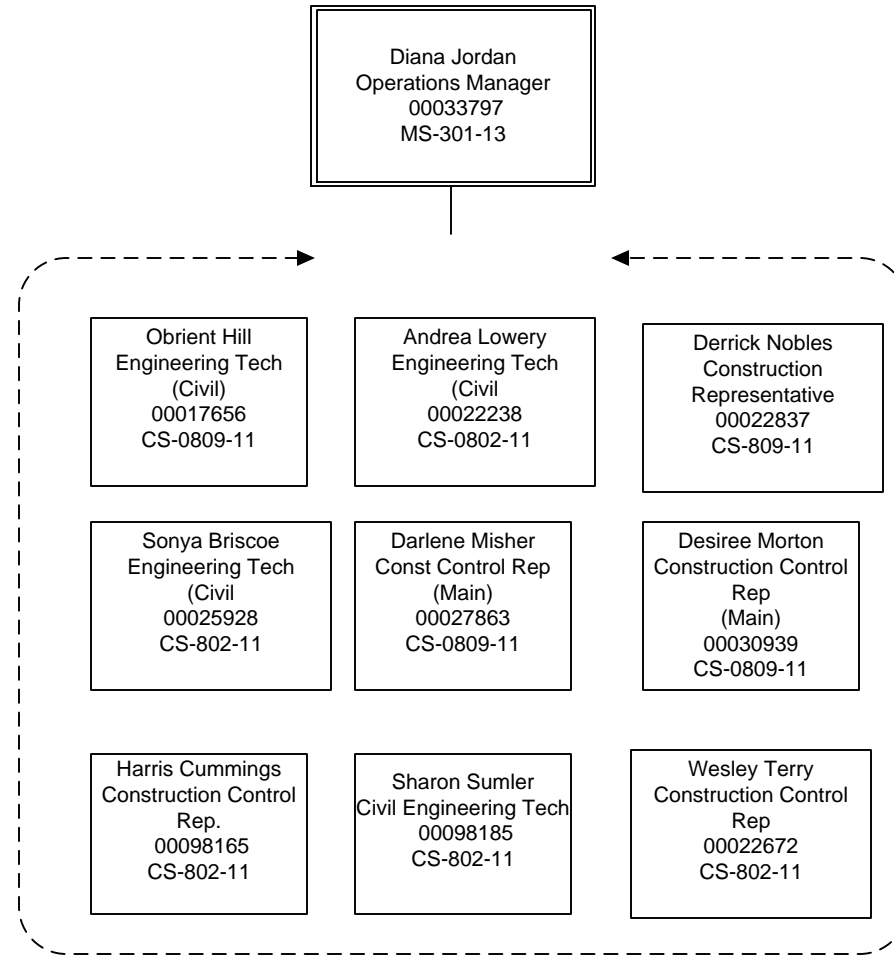 Diana Jordan
Operations Manager
00033797
MS-301-13
Obrient Hill
Engineering Tech
(Civil)
00017656
CS-0809-11
Andrea Lowery
Engineering Tech
(Civil
00022238
CS-0802-11
Derrick Nobles
Construction
Representative
00022837
CS-809-11
Sonya Briscoe
Engineering Tech
(Civil
00025928
CS-802-11
Darlene Misher
Const Control Rep
(Main)
00027863
CS-0809-11
Desiree Morton
Construction Control
Rep
(Main)
00030939
CS-0809-11
Harris Cummings
Construction Control
Rep.
00098165
CS-802-11
Sharon Sumler
Civil Engineering Tech
00098185
CS-802-11
Wesley Terry
Construction Control
Rep
00022672
CS-802-11